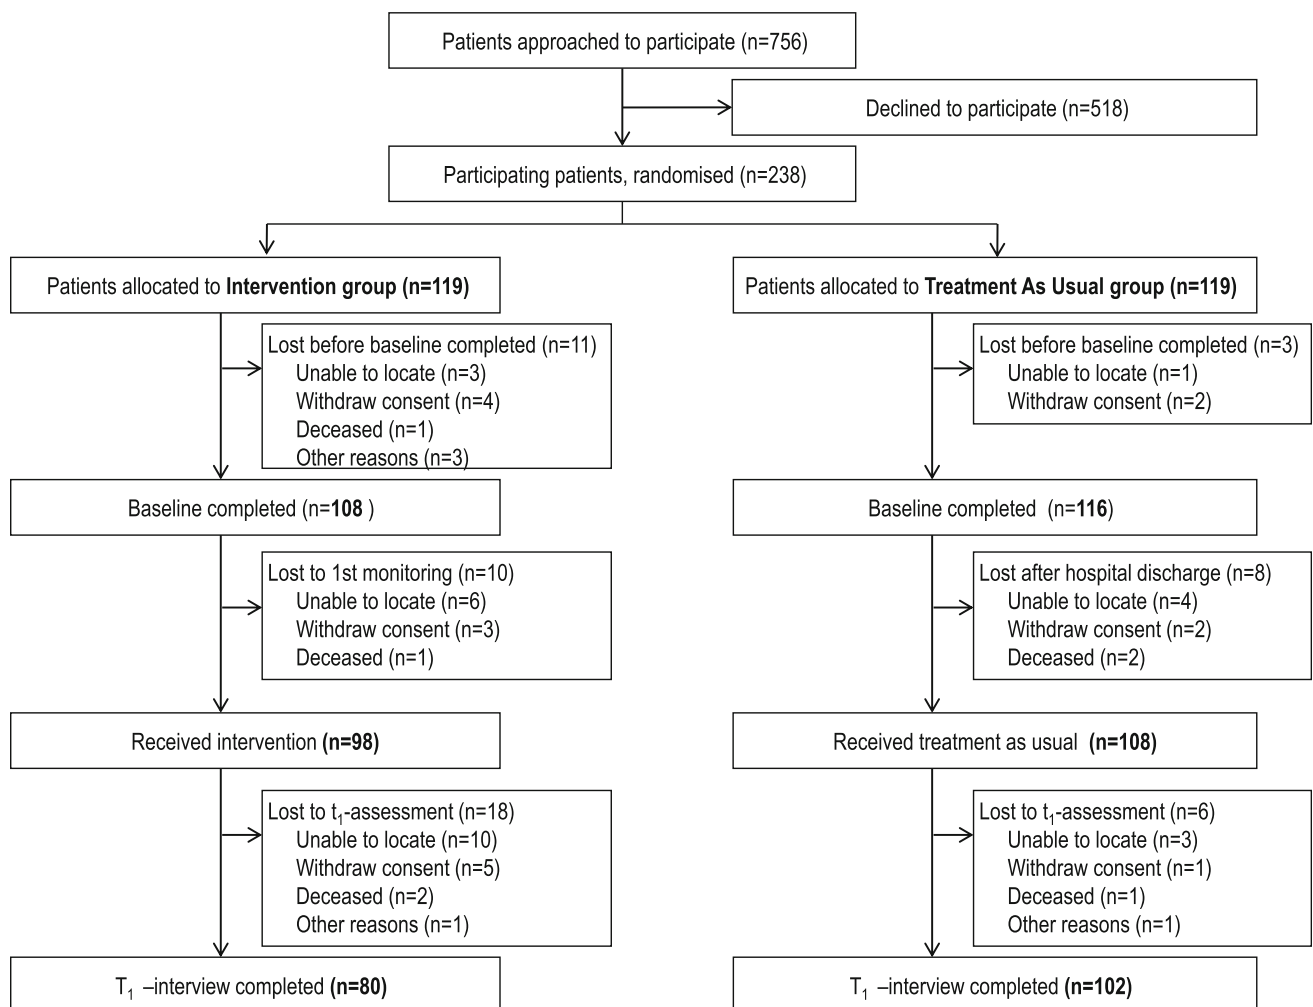 Patients approached to participate (n=756)
Declined to participate (n=518)
Participating patients, randomised (n=238)
Patients allocated to Intervention group (n=119)
Lost before baseline completed (n=11)
Unable to locate (n=3)
Withdraw consent (n=4)
Deceased (n=1)
Other reasons (n=3)
Baseline completed (n=108 )
Lost to 1st monitoring (n=10)
Unable to locate (n=6)
Withdraw consent (n=3)
Deceased (n=1)
Received intervention (n=98)
Lost to t1-assessment (n=18)
Unable to locate (n=10)
Withdraw consent (n=5)
Deceased (n=2)
Other reasons (n=1)
T1 –interview completed (n=80)
Patients allocated to Treatment As Usual group (n=119)
Lost before baseline completed (n=3)
Unable to locate (n=1)
Withdraw consent (n=2)
Baseline completed (n=116)
Lost after hospital discharge (n=8)
Unable to locate (n=4)
Withdraw consent (n=2)
Deceased (n=2)
Received treatment as usual (n=108)
Lost to t1-assessment (n=6)
Unable to locate (n=3)
Withdraw consent (n=1)
Deceased (n=1)
Other reasons (n=1)
T1 –interview completed (n=102)